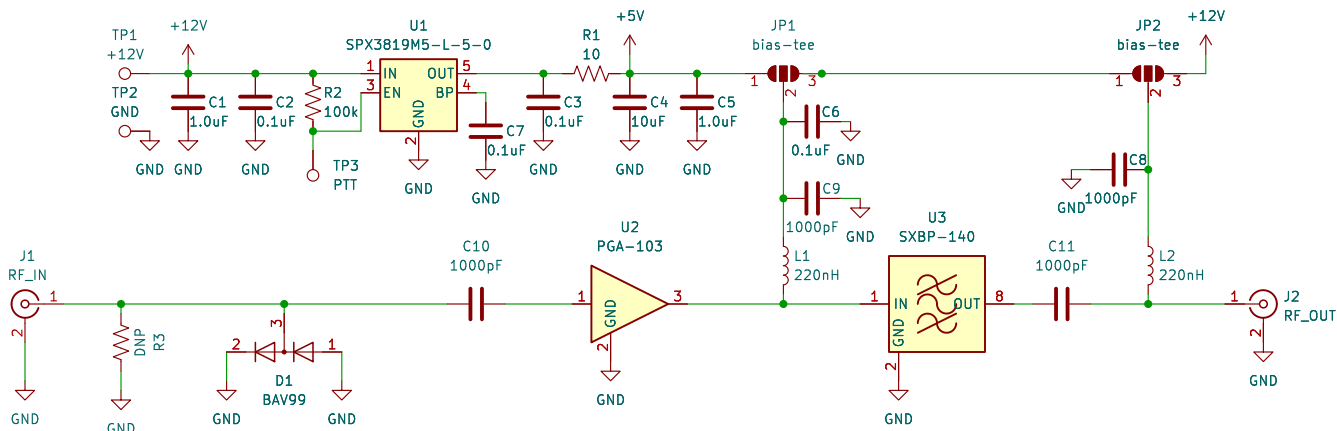 TP1
+12V
+12V
TP2
GND
GND
C1
1.0uF
GND
C2
0.1uF
GND
R2
100k
TP3
PTT
U1
SPX3819M5-L-5-0
1
IN
3
EN
OUT
5
BP
4
GND
2
GND
C7
0.1uF
GND
C3
0.1uF
GND
R1
10
+5V
C4
10uF
GND
C5
1.0uF
GND
JP1
bias-tee
1
2
3
C6
0.1uF
GND
C9
1000pF
GND
L1
220nH
JP2
bias-tee
1
2
3
+12V
C8
1000pF
GND
L2
220nH
J1
RF_IN
1
2
GND
DNP
R3
GND
3
2
1
D1
BAV99
GND
GND
C10
1000pF
U2
PGA-103
1
GND
2
3
GND
U3
SXBP-140
1
IN
OUT
8
GND
2
GND
C11
1000pF
1
2
J2
RF_OUT
GND